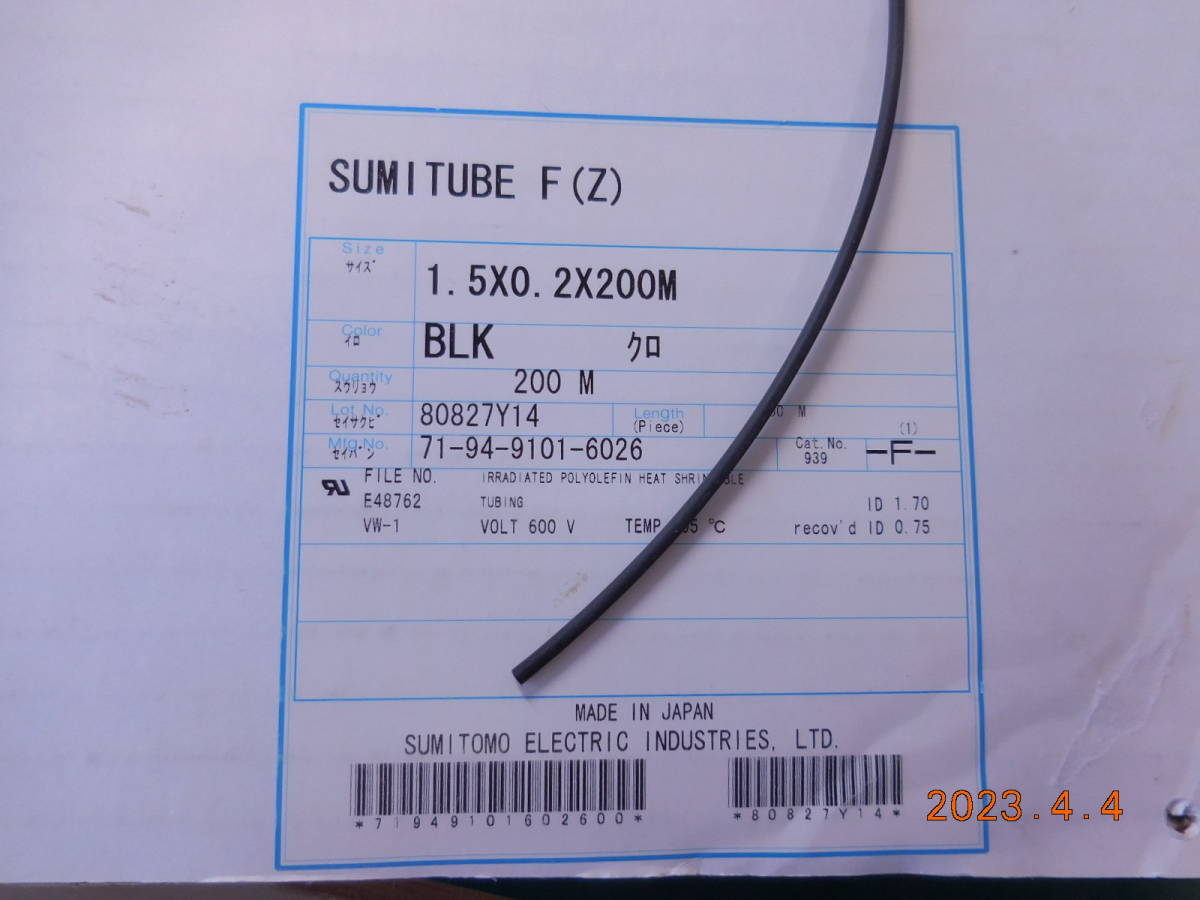 SUMITUBE F(Z)
Size
ｻｲｽﾞ
1.5X0.2X200M
Color
ｲﾛ
BLK ｸﾛ
Quantity
ｽｳﾘｮｳ
200 M
Lot No.
ｾｲｻｸﾋﾞ
80827Y14
Length
(Piece)
M
Mfg No.
ｾｲﾊﾞﾝ
71-94-9101-6026
Cat. No.
939
(1)
-F-
FILE NO. IRRADIATED POLYOLEFIN HEAT
E48762 TUBING ID 1.70
VW-1 VOLT 600 V TEMP ℃ recov'd ID 0.75
MADE IN JAPAN
SUMITOMO ELECTRIC INDUSTRIES, LTD.
*71949101602600*
*80827Y14*
2023.4.4